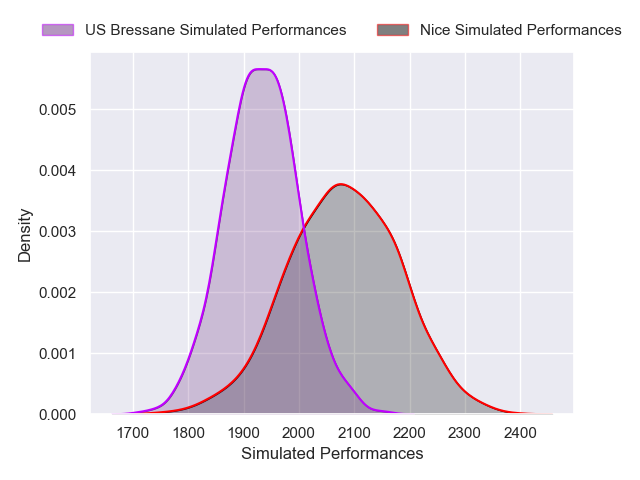 US Bressane Simulated Performances Nice Simulated Performances
0.005
0.004
0.003
0.002
0.001
0.000
Density
1700 1800 1900 2000 2100 2200 2300 2400
Simulated Performances